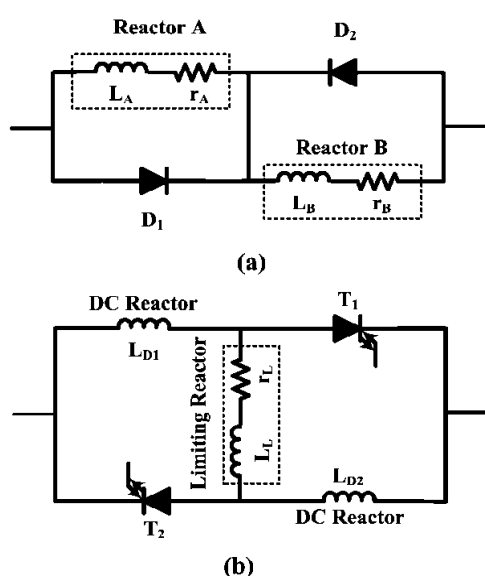 Reactor A
D2
LA
rA
Reactor B
D1
LB
rB
(a)
DC Reactor
T1
LD1
Limiting Reactor
rL
LL
LD2
T2
DC Reactor
(b)